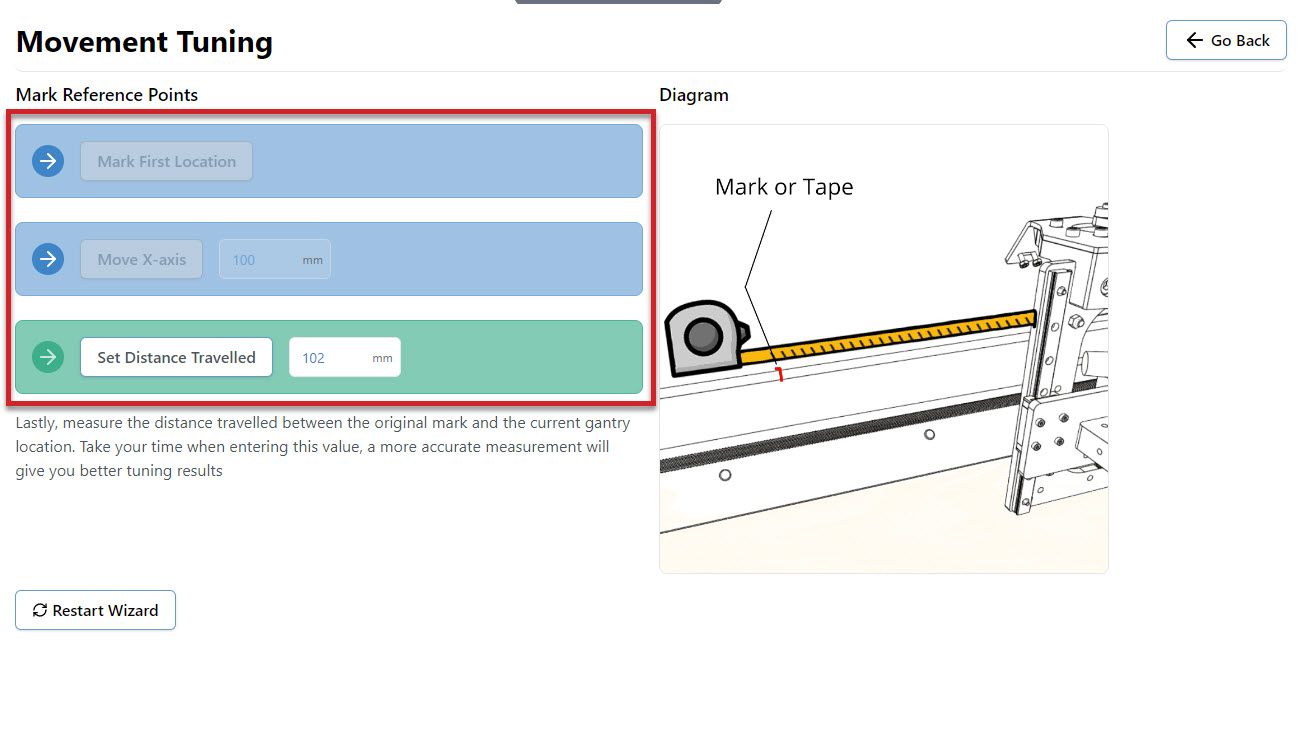 Movement Tuning
Go Back
Mark Reference Points
Diagram
Mark First Location
Move X-axis 100 mm
Set Distance Travelled 102 mm
Lastly, measure the distance travelled between the original mark and the current gantry
location. Take your time when entering this value, a more accurate measurement will
give you better tuning results
Mark or Tape
Restart Wizard